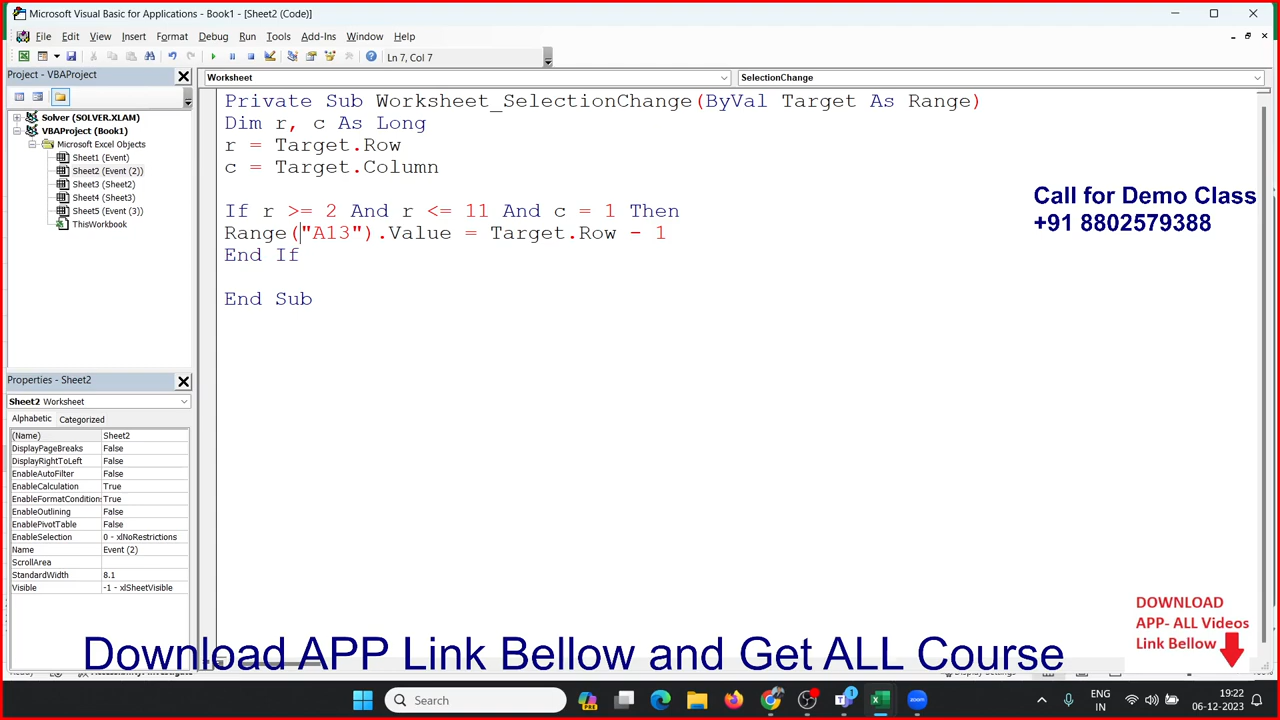 Microsoft Visual Basic for Applications - Book1 - [Sheet2 (Code)]
File Edit View Insert Format Debug Run Tools Add-Ins Window Help
Ln 7, Col 7
Project - VBAProject
Worksheet
SelectionChange
Solver (SOLVER.XLAM)
VBAProject (Book1)
Microsoft Excel Objects
Sheet1 (Event)
Sheet2 (Event (2))
Sheet3 (Sheet2)
Sheet4 (Sheet3)
Sheet5 (Event (3))
ThisWorkbook
Private Sub Worksheet_SelectionChange(ByVal Target As Range)
Dim r, c As Long
r = Target.Row
c = Target.Column
If r >= 2 And r <= 11 And c = 1 Then
Range("A13").Value = Target.Row - 1
End If
End Sub
Call for Demo Class
+91 8802579388
Properties - Sheet2
Sheet2 Worksheet
Alphabetic Categorized
(Name) Sheet2
DisplayPageBreaks False
DisplayRightToLeft False
EnableAutoFilter False
EnableCalculation True
EnableFormatConditions True
EnableOutlining False
EnablePivotTable False
EnableSelection 0 - xlNoRestrictions
Name Event (2)
ScrollArea
StandardWidth 8.1
Visible -1 - xlSheetVisible
DOWNLOAD
APP- ALL Videos
Link Bellow
Download APP Link Bellow and Get ALL Course
Search
PRE
1
zoom
ENG
IN
19:22
06-12-2023